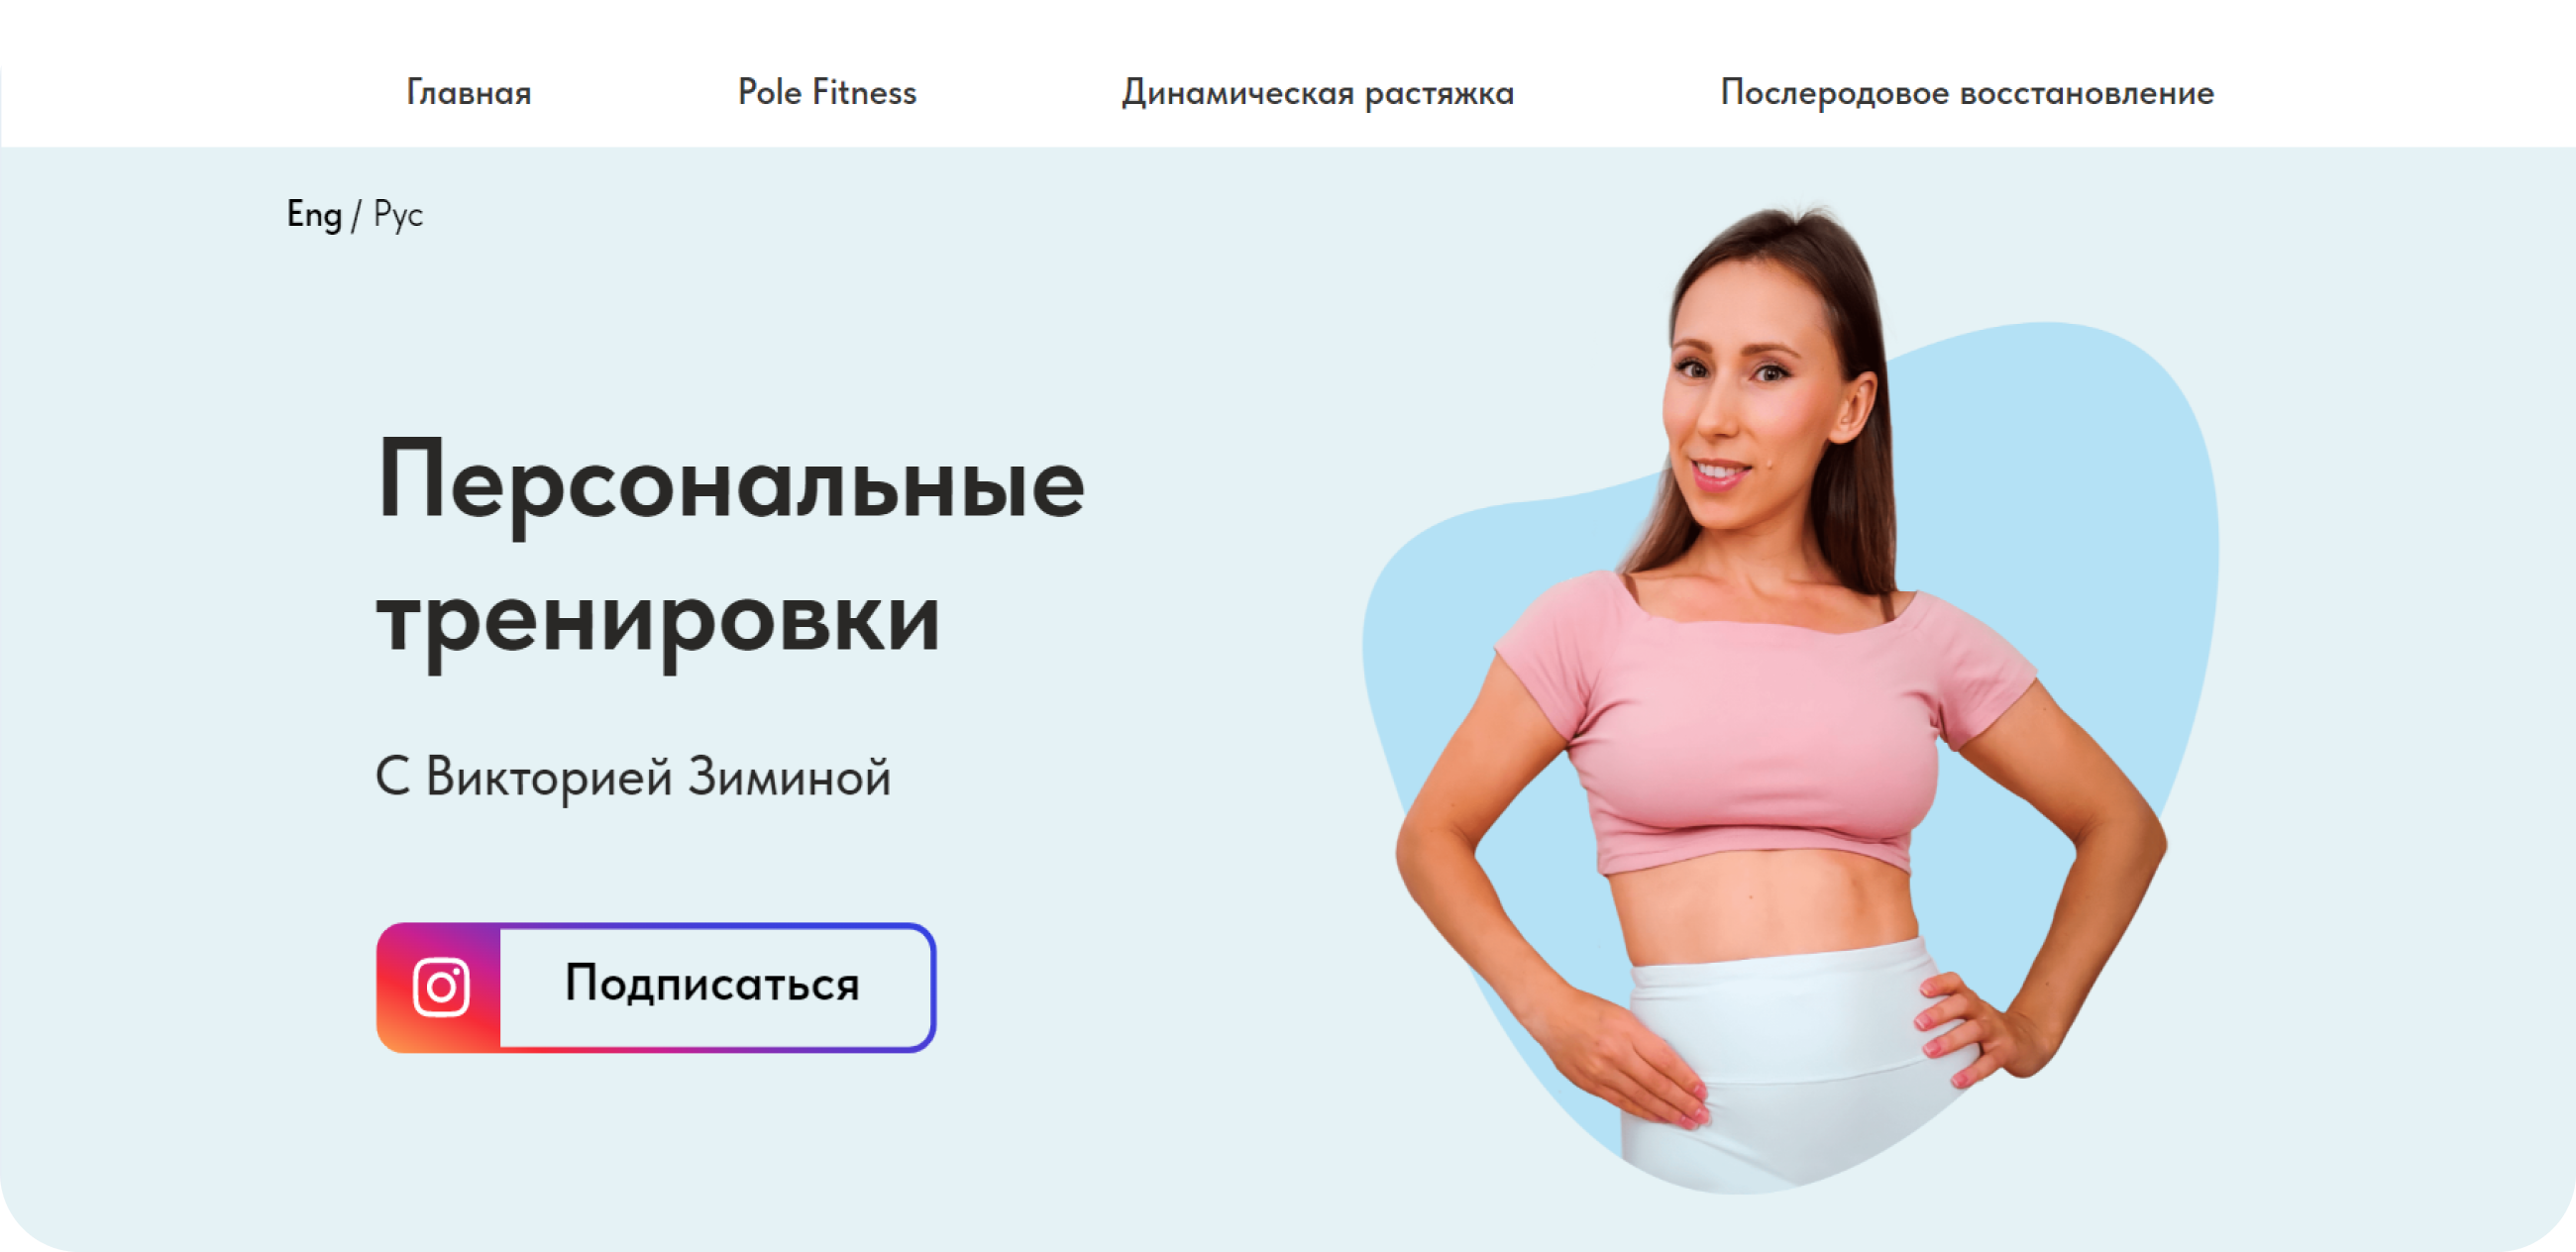 Главная Pole Fitness Динамическая растяжка Послеродовое восстановление
Eng / Рус
Персональные
тренировки
С Викторией Зиминой
Подписаться